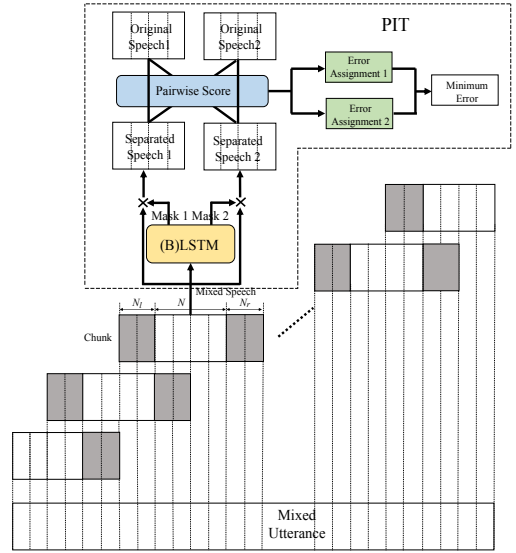 PIT
Original
Speech1
Original
Speech2
Pairwise Score
Error
Assignment 1
Error
Assignment 2
Minimum
Error
Separated
Speech 1
Separated
Speech 2
Mask 1 Mask 2
(B)LSTM
Mixed Speech
N_l N N_r
Chunk
Mixed
Utterance